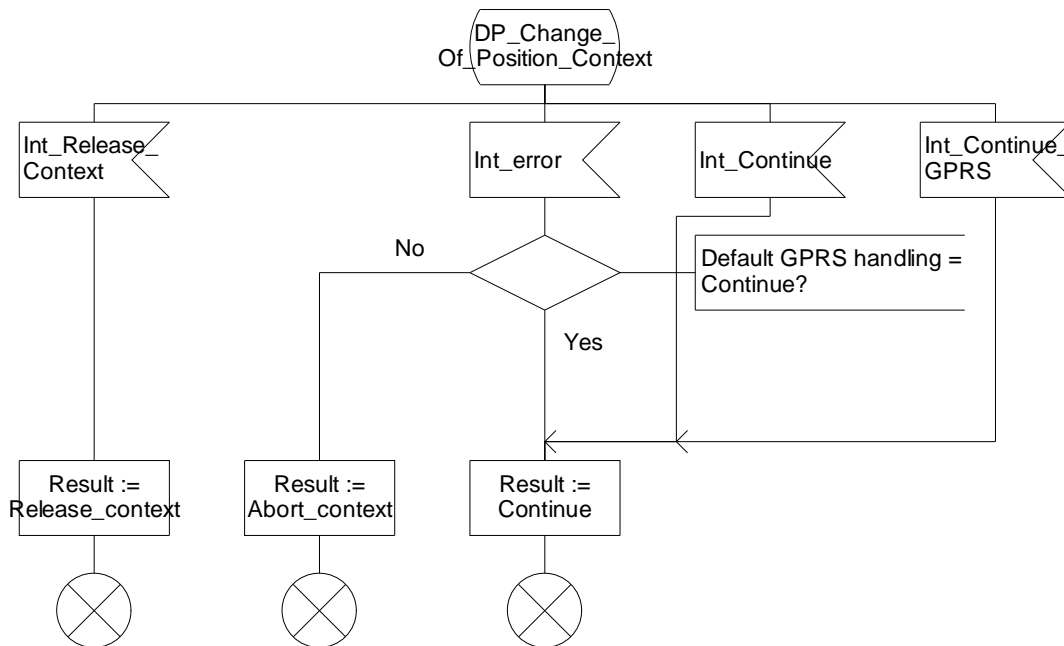 DP_Change_
Of_Position_Context
Int_Release_
Context
Int_error
Int_Continue
Int_Continue_
GPRS
No
Default GPRS handling =
Continue?
Yes
Result :=
Release_context
Result :=
Abort_context
Result :=
Continue